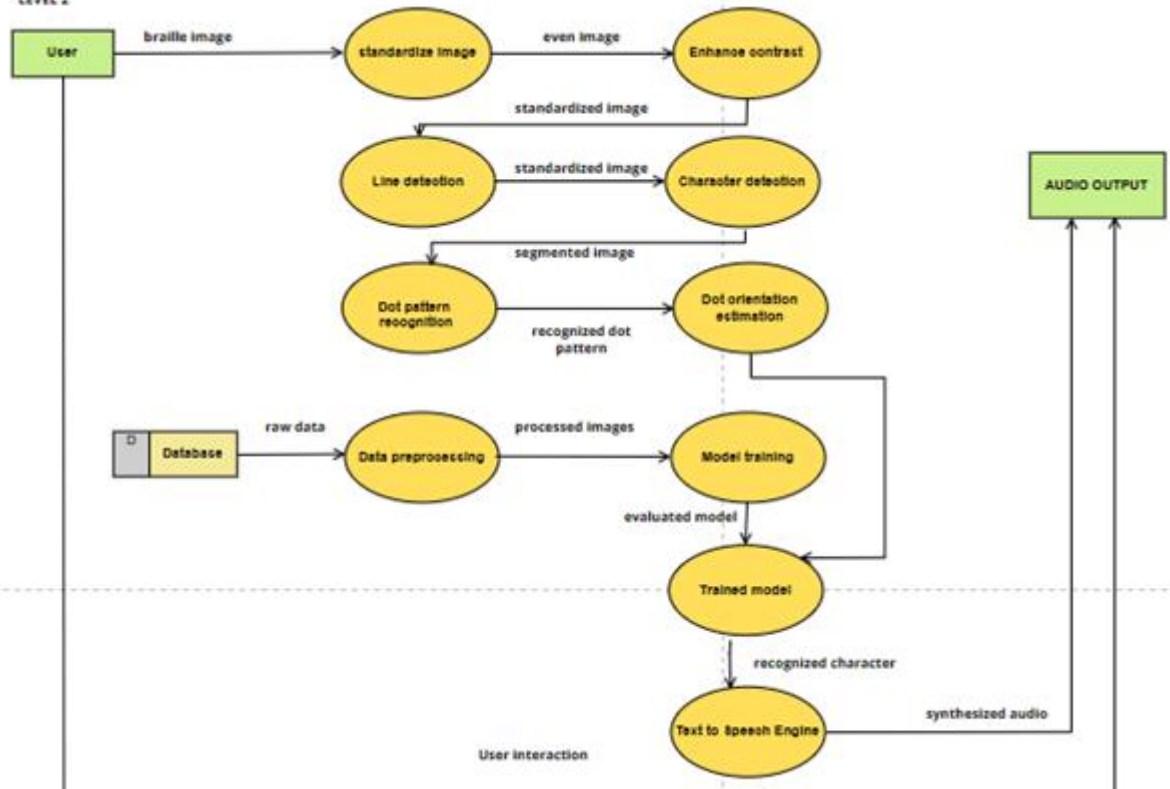 LEVEL 2
User
braille image
standardize image
even image
Enhance contrast
standardized image
Line detection
standardized image
Character detection
AUDIO OUTPUT
segmented image
Dot pattern
recognition
recognized dot
pattern
Dot orientation
estimation
D
Database
raw data
Data preprocessing
processed images
Model training
evaluated model
Trained model
recognized character
Text to Speech Engine
synthesized audio
User interaction